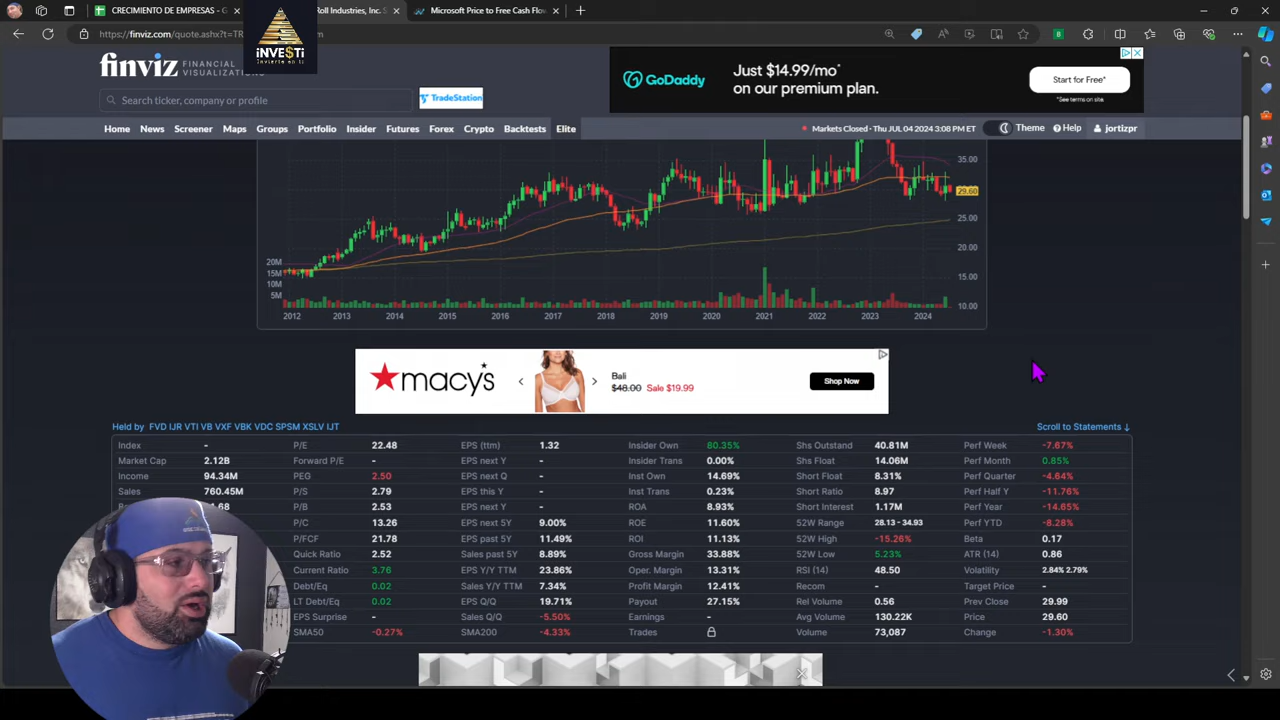 CRECIMIENTO DE EMPRESAS - G
Roll Industries, Inc. S
Microsoft Price to Free Cash Flow
https://finviz.com/quote.ashx?t=TR
INVE$Ti
Invierte en ti
finviz
FINANCIAL
VISUALIZATIONS
Search ticker, company or profile
TradeStation
GoDaddy
Just $14.99/mo*
on our premium plan.
Start for Free*
*See terms on site.
Home News Screener Maps Groups Portfolio Insider Futures Forex Crypto Backtests Elite
Markets Closed - Thu JUL 04 2024 3:08 PM ET Theme Help jortizpr
35.00
29.60
25.00
20.00
15.00
10.00
20M
15M
10M
5M
2012 2013 2014 2015 2016 2017 2018 2019 2020 2021 2022 2023 2024
macy's
Bali
$48.00 Sale $19.99
Shop Now
Held by FVD IJR VTI VB VXF VBK VDC SPSM XSLV IJT Scroll to Statements ↓
Index - P/E 22.48 EPS (ttm) 1.32 Insider Own 80.35% Shs Outstand 40.81M Perf Week -7.67%
Market Cap 2.12B Forward P/E - EPS next Y - Insider Trans 0.00% Shs Float 14.06M Perf Month 0.85%
Income 94.34M PEG 2.50 EPS next Q - Inst Own 14.69% Short Float 8.31% Perf Quarter -4.64%
Sales 760.45M P/S 2.79 EPS this Y - Inst Trans 0.23% Short Ratio 8.97 Perf Half Y -11.76%
P/B 2.53 EPS next Y - ROA 8.93% Short Interest 1.17M Perf Year -14.65%
P/C 13.26 EPS next 5Y 9.00% ROE 11.60% 52W Range 28.13 - 34.93 Perf YTD -8.28%
P/FCF 21.78 EPS past 5Y 11.49% ROI 11.13% 52W High -15.26% Beta 0.17
Quick Ratio 2.52 Sales past 5Y 8.89% Gross Margin 33.88% 52W Low 5.23% ATR (14) 0.86
Current Ratio 3.76 EPS Y/Y TTM 23.86% Oper. Margin 13.31% RSI (14) 48.50 Volatility 2.84% 2.79%
Debt/Eq 0.02 Sales Y/Y TTM 7.34% Profit Margin 12.41% Recom - Target Price -
LT Debt/Eq 0.02 EPS Q/Q 19.71% Payout 27.15% Rel Volume 0.56 Prev Close 29.99
EPS Surprise - Sales Q/Q -5.50% Earnings - Avg Volume 130.22K Price 29.60
SMA50 -0.27% SMA200 -4.33% Trades Volume 73,087 Change -1.30%